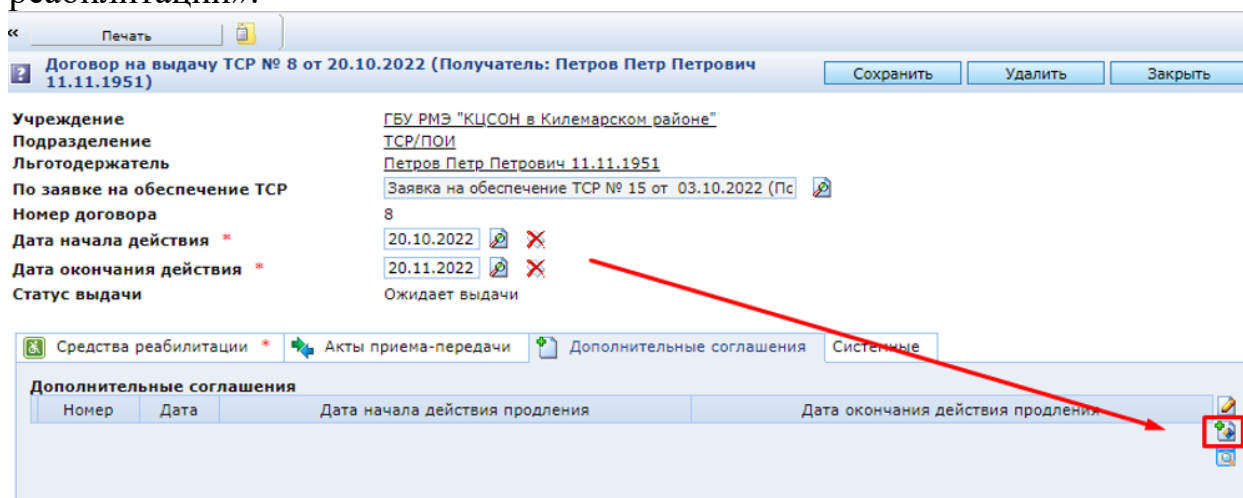 реабилитации».
« Печать
Договор на выдачу ТСР № 8 от 20.10.2022 (Получатель: Петров Петр Петрович
11.11.1951)
Сохранить Удалить Закрыть
Учреждение ГБУ РМЭ "КЦСОН в Килемарском районе"
Подразделение ТСР/ПОИ
Льготодержатель Петров Петр Петрович 11.11.1951
По заявке на обеспечение ТСР Заявка на обеспечение ТСР № 15 от 03.10.2022 (Пс
Номер договора 8
Дата начала действия * 20.10.2022
Дата окончания действия * 20.11.2022
Статус выдачи Ожидает выдачи
Средства реабилитации * Акты приема-передачи Дополнительные соглашения Системные
Дополнительные соглашения
Номер Дата Дата начала действия продления Дата окончания действия продления